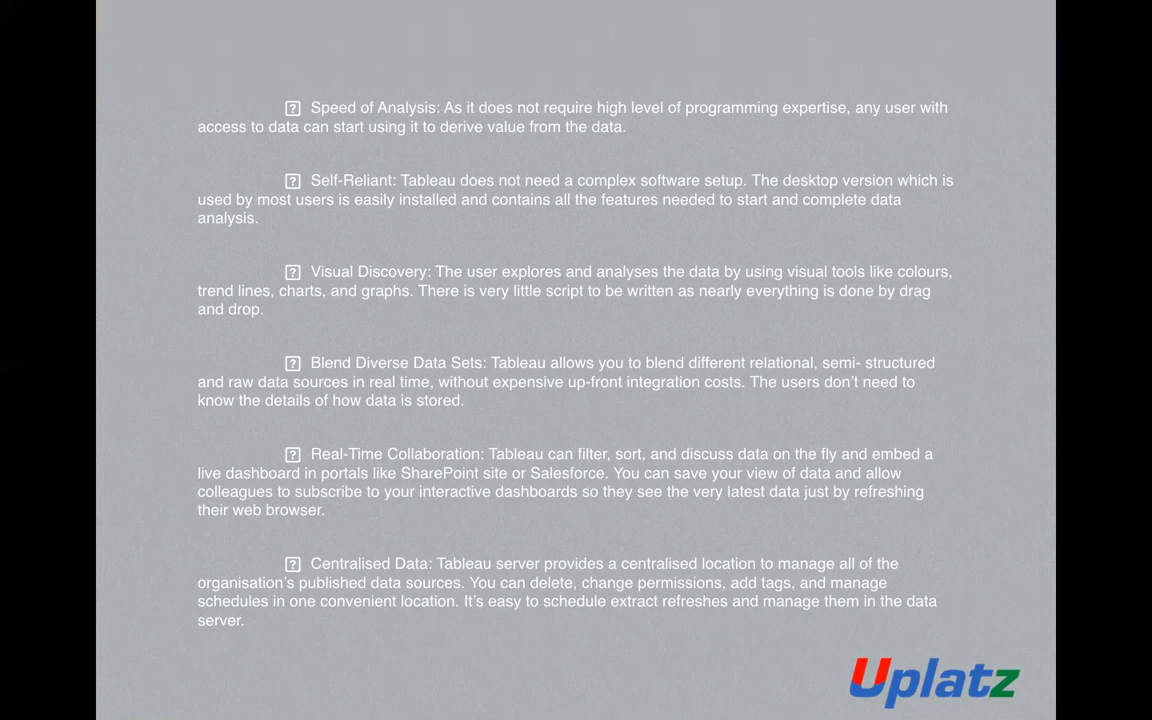 ⍰ Speed of Analysis: As it does not require high level of programming expertise, any user with
access to data can start using it to derive value from the data.
⍰ Self-Reliant: Tableau does not need a complex software setup. The desktop version which is
used by most users is easily installed and contains all the features needed to start and complete data
analysis.
⍰ Visual Discovery: The user explores and analyses the data by using visual tools like colours,
trend lines, charts, and graphs. There is very little script to be written as nearly everything is done by drag
and drop.
⍰ Blend Diverse Data Sets: Tableau allows you to blend different relational, semi- structured
and raw data sources in real time, without expensive up-front integration costs. The users don’t need to
know the details of how data is stored.
⍰ Real-Time Collaboration: Tableau can filter, sort, and discuss data on the fly and embed a
live dashboard in portals like SharePoint site or Salesforce. You can save your view of data and allow
colleagues to subscribe to your interactive dashboards so they see the very latest data just by refreshing
their web browser.
⍰ Centralised Data: Tableau server provides a centralised location to manage all of the
organisation’s published data sources. You can delete, change permissions, add tags, and manage
schedules in one convenient location. It’s easy to schedule extract refreshes and manage them in the data
server.
Uplatz